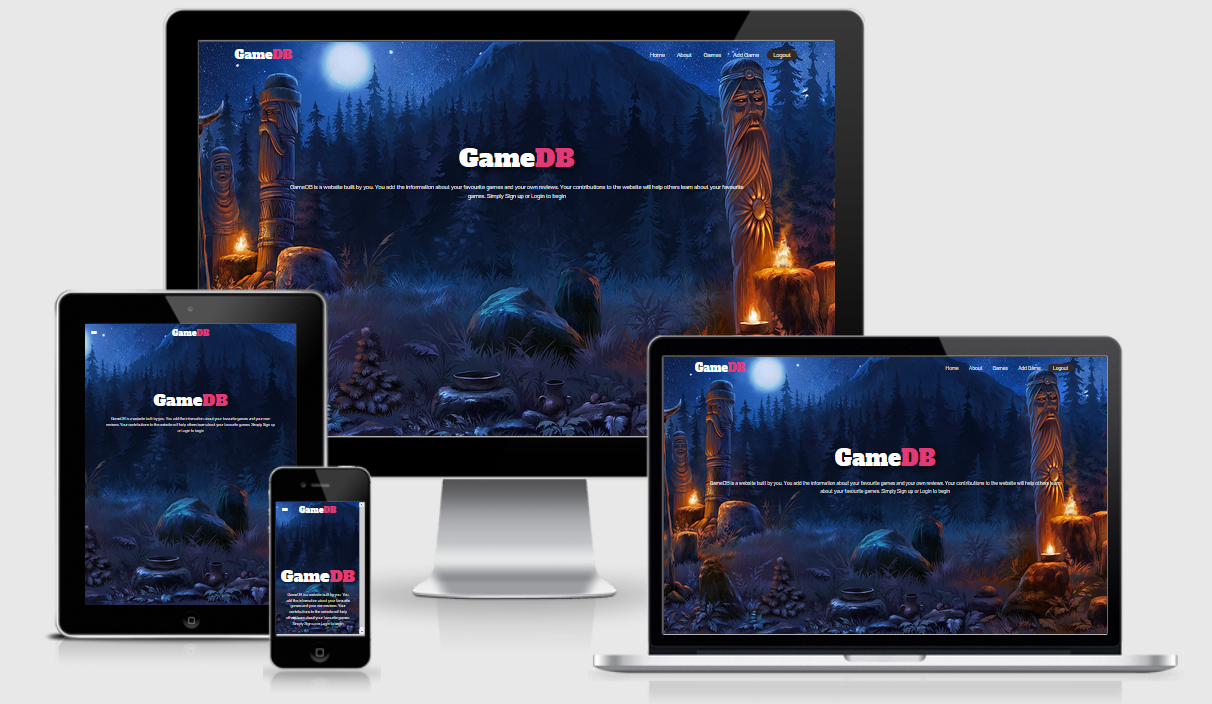 GameDB
Home About Games Add Game Logout
GameDB
GameDB is a website built by you. You add the information about your favourite games and your own reviews. Your contributions to the website will help others learn about your favourite
games. Simply Sign up or Login to begin
GameDB
GameDB
GameDB is a website built by you. You add the information about your favourite games and your own
reviews. Your contributions to the website will help others learn about your favourite games. Simply Sign up
or Login to begin
GameDB
GameDB
GameDB is a website built by you. You
add the information about your favourite
games and your own reviews. Your
contributions to the website will help
others learn about your favourite games.
Simply Sign up or Login to begin
GameDB
Home About Games Add Game Logout
GameDB
GameDB is a website built by you. You add the information about your favourite games and your own reviews. Your contributions to the website will help others learn
about your favourite games. Simply Sign up or Login to begin